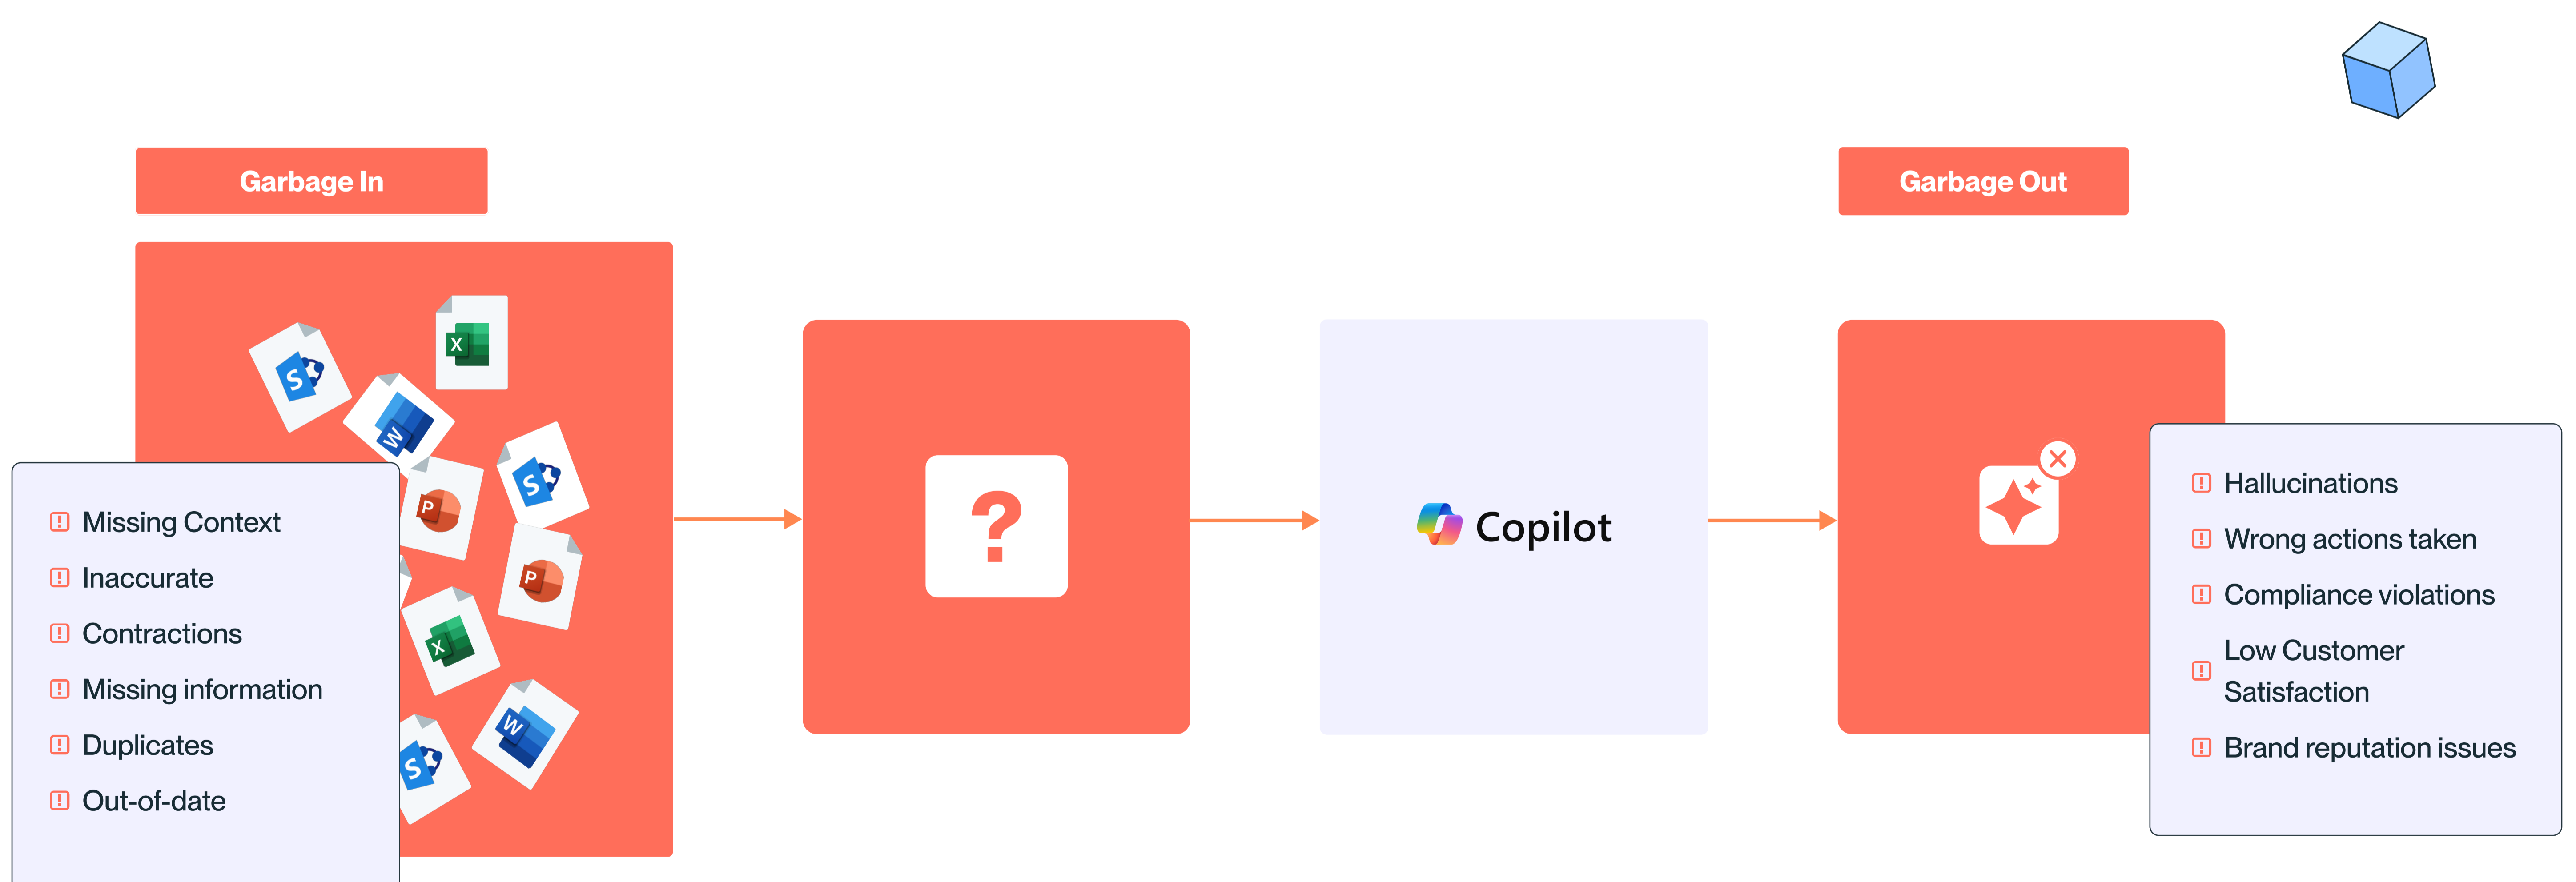 Garbage In
Garbage Out
X
S
W
S
P
P
X
W
S
Missing Context
Inaccurate
Contractions
Missing information
Duplicates
Out-of-date
?
Copilot
Hallucinations
Wrong actions taken
Compliance violations
Low Customer
Satisfaction
Brand reputation issues